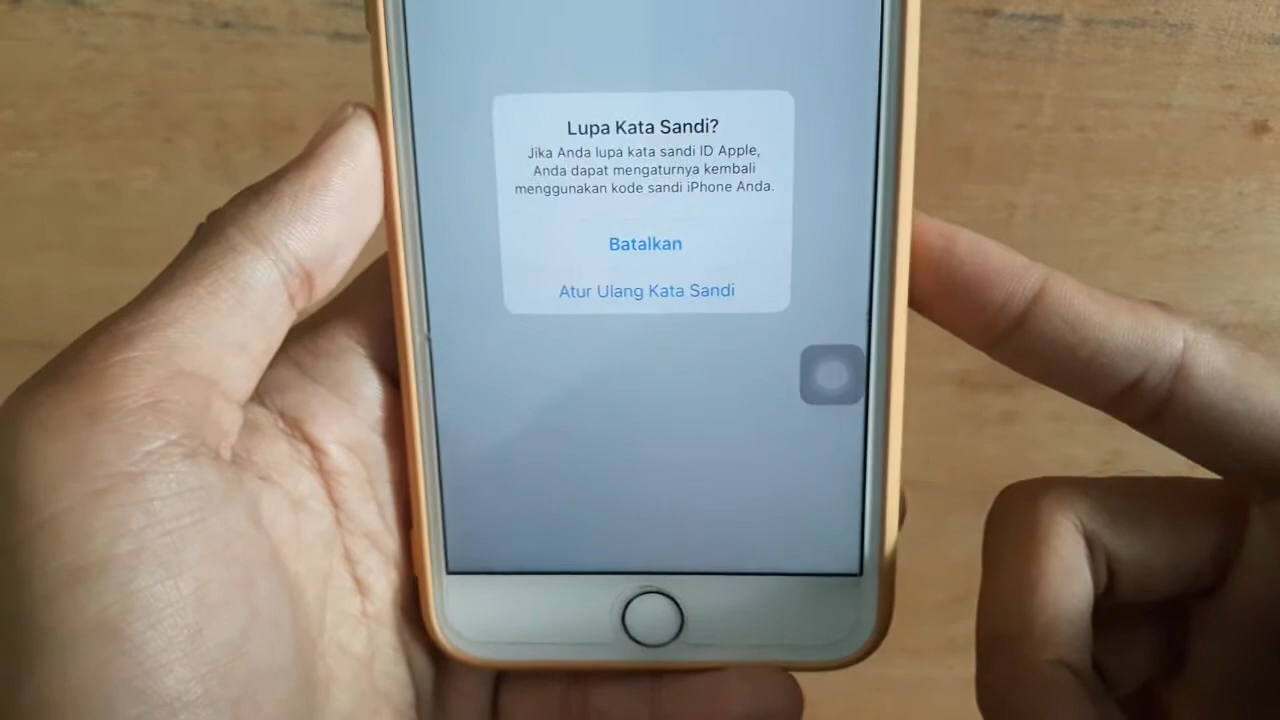 Lupa Kata Sandi?
Jika Anda lupa kata sandi ID Apple,
Anda dapat mengaturnya kembali
menggunakan kode sandi iPhone Anda.
Batalkan
Atur Ulang Kata Sandi